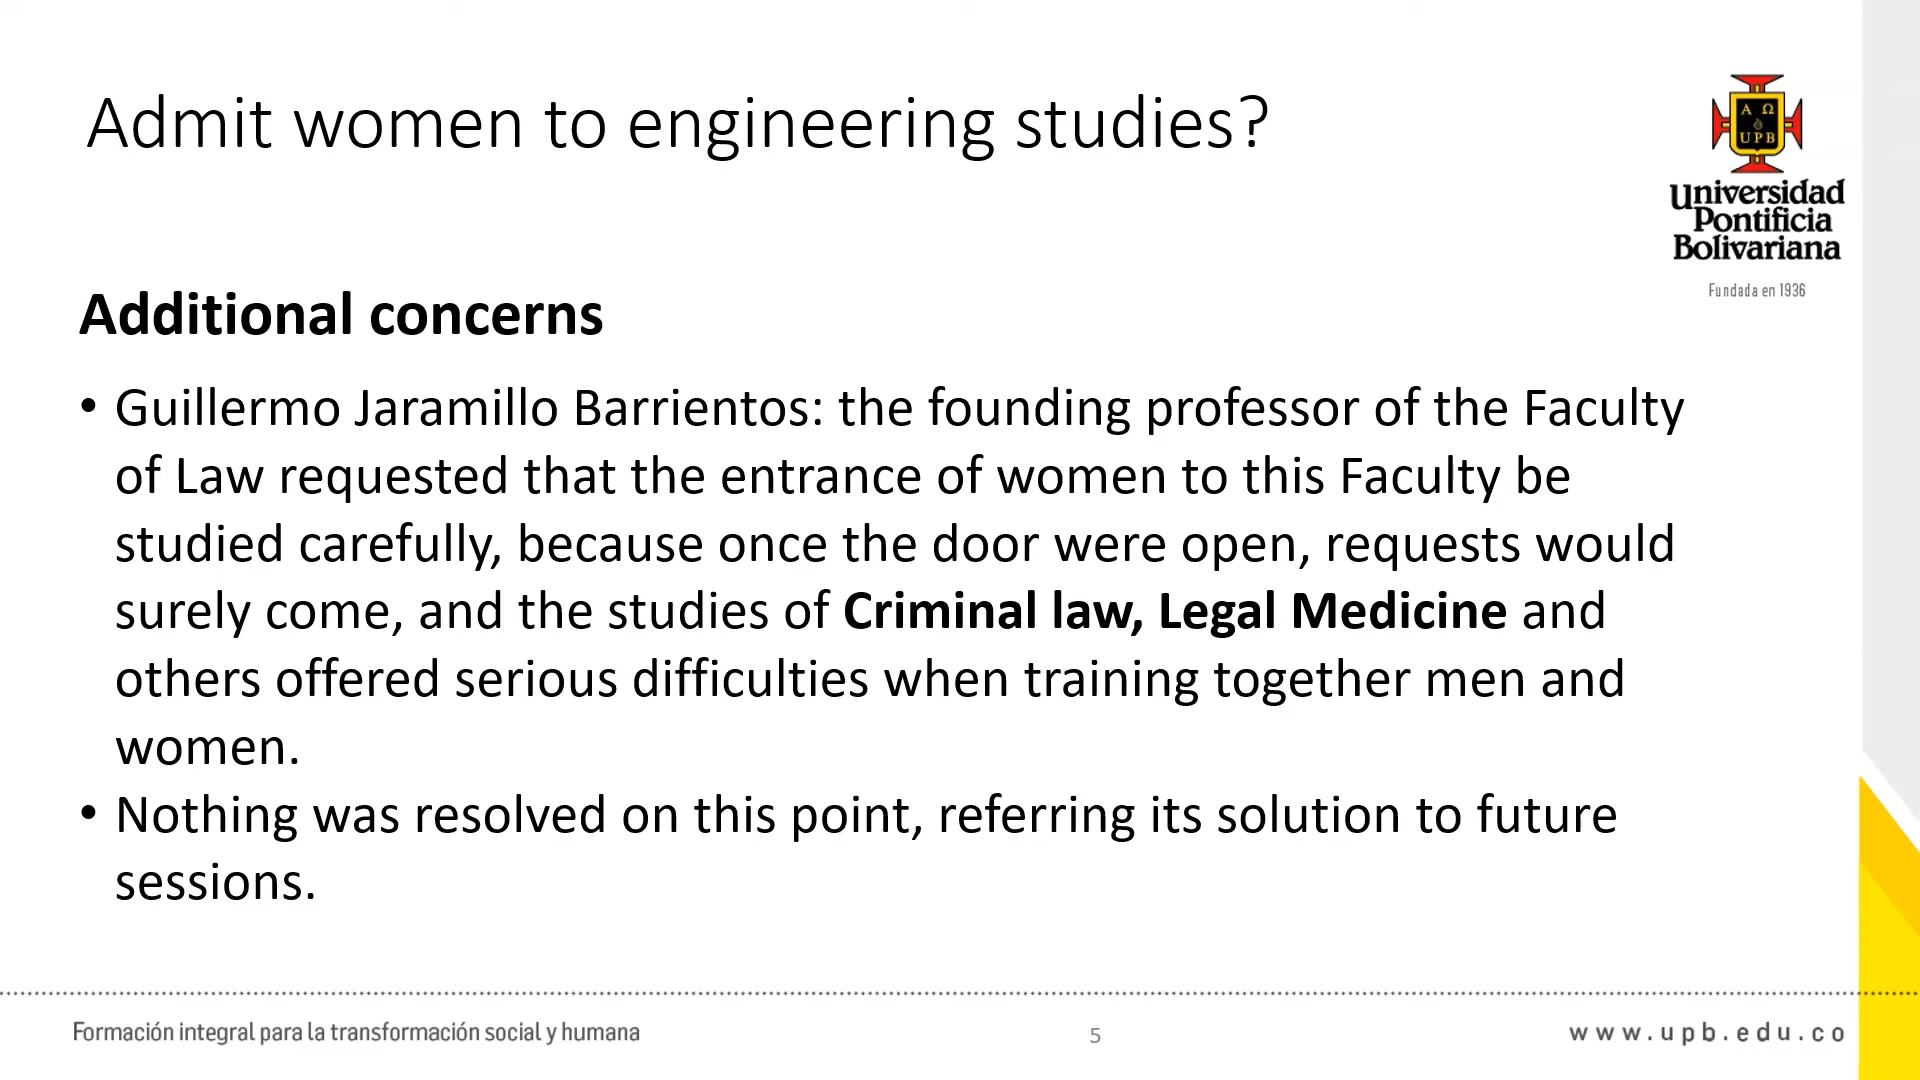 Admit women to engineering studies?
Α Ω
UPB
Universidad
Pontificia
Bolivariana
Fundada en 1936
Additional concerns
• Guillermo Jaramillo Barrientos: the founding professor of the Faculty
of Law requested that the entrance of women to this Faculty be
studied carefully, because once the door were open, requests would
surely come, and the studies of Criminal law, Legal Medicine and
others offered serious difficulties when training together men and
women.
• Nothing was resolved on this point, referring its solution to future
sessions.
Formación integral para la transformación social y humana
5
www.upb.edu.co